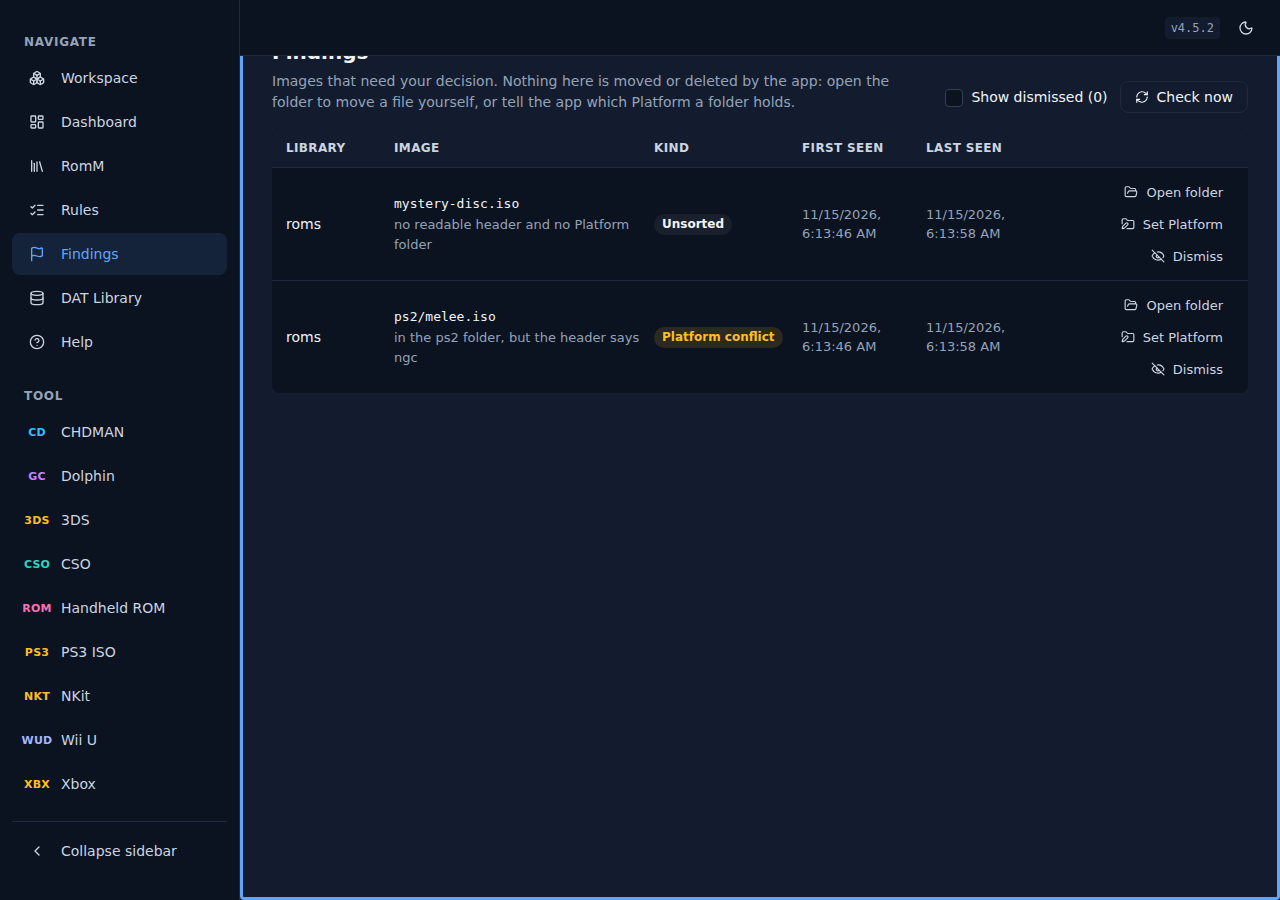 v4.5.2
NAVIGATE
Workspace
Dashboard
RomM
Rules
Findings
DAT Library
Help
TOOL
CD CHDMAN
GC Dolphin
3DS 3DS
CSO CSO
ROM Handheld ROM
PS3 PS3 ISO
NKT NKit
WUD Wii U
XBX Xbox
Collapse sidebar
Findings
Images that need your decision. Nothing here is moved or deleted by the app: open the
folder to move a file yourself, or tell the app which Platform a folder holds.
Show dismissed (0)
Check now
LIBRARY IMAGE KIND FIRST SEEN LAST SEEN
roms
mystery-disc.iso
no readable header and no Platform
folder
Unsorted
11/15/2026,
6:13:46 AM
11/15/2026,
6:13:58 AM
Open folder
Set Platform
Dismiss
roms
ps2/melee.iso
in the ps2 folder, but the header says
ngc
Platform conflict
11/15/2026,
6:13:46 AM
11/15/2026,
6:13:58 AM
Open folder
Set Platform
Dismiss